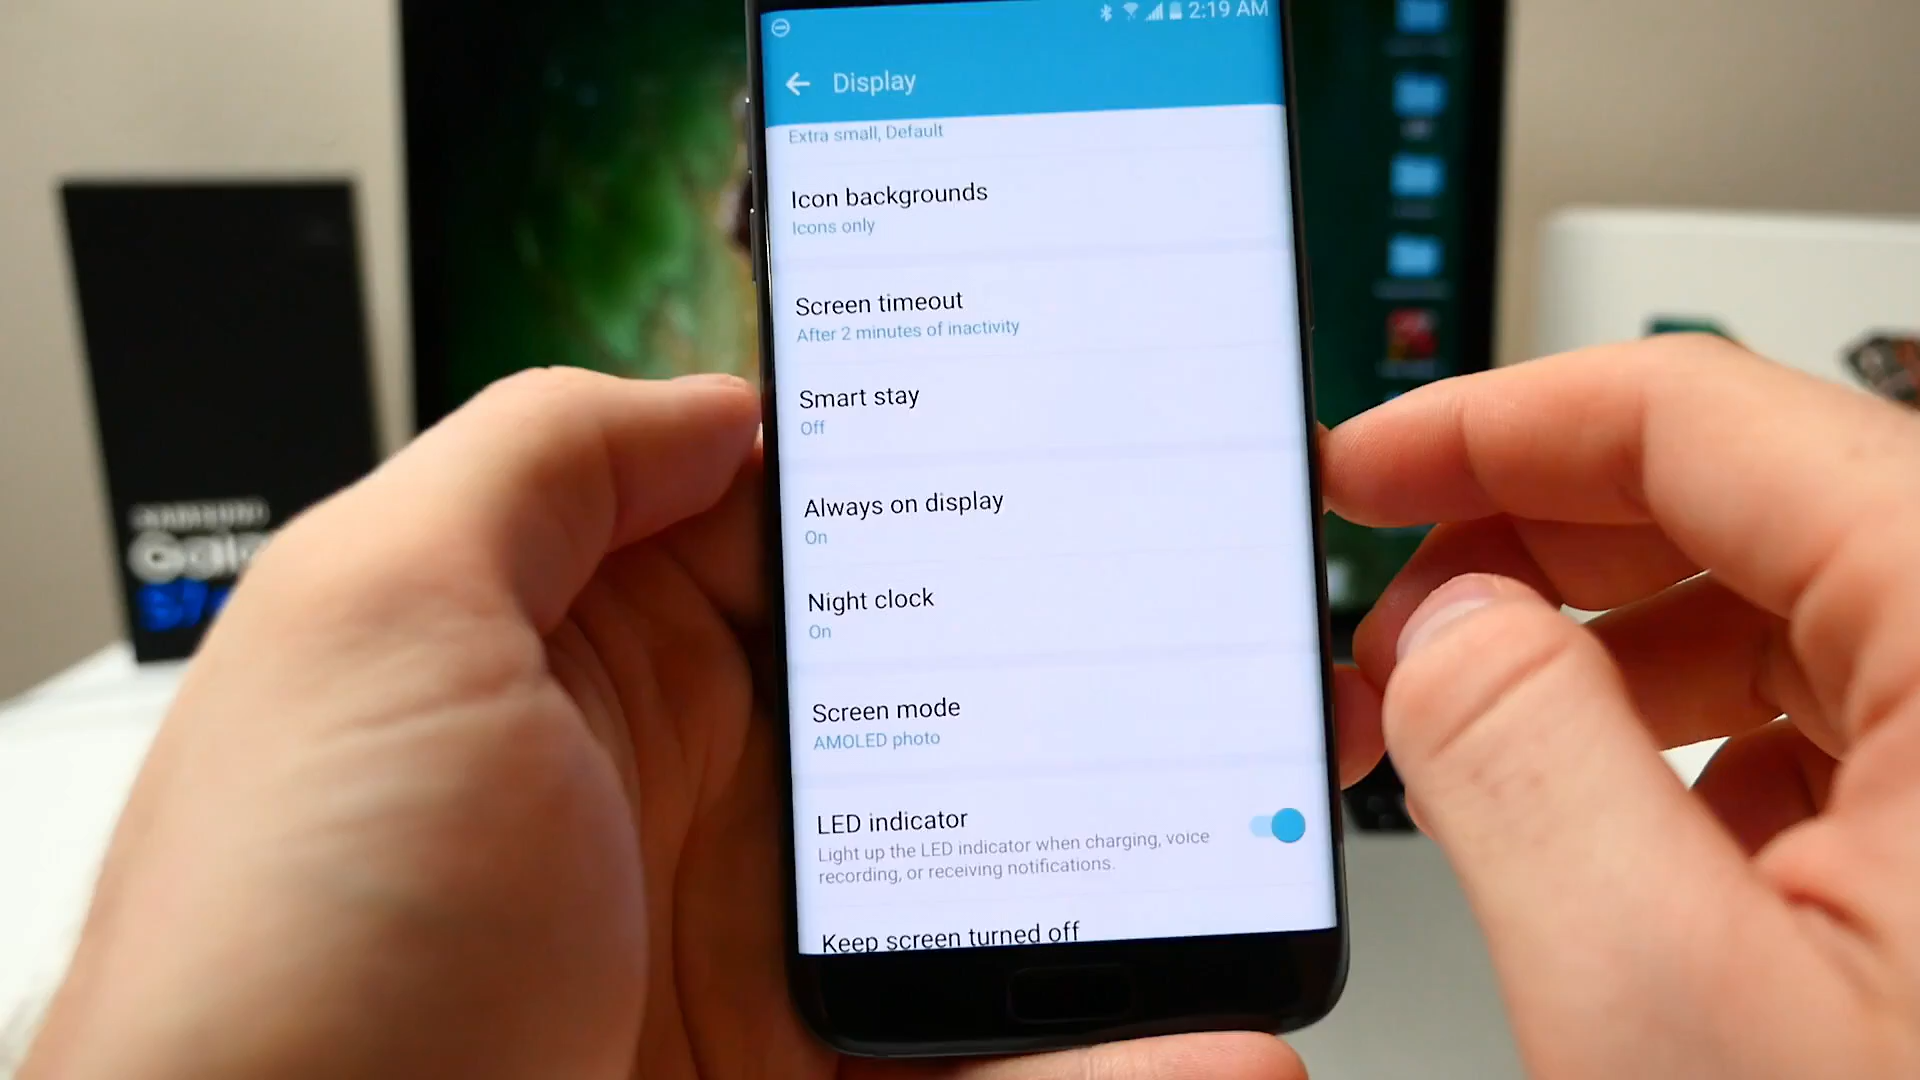 2:19 AM
Display
Extra small, Default
Icon backgrounds
Icons only
Screen timeout
After 2 minutes of inactivity
Smart stay
Off
Always on display
On
Night clock
On
Screen mode
AMOLED photo
LED indicator
Light up the LED indicator when charging, voice
recording, or receiving notifications.
Keep screen turned off
SAMSUNG